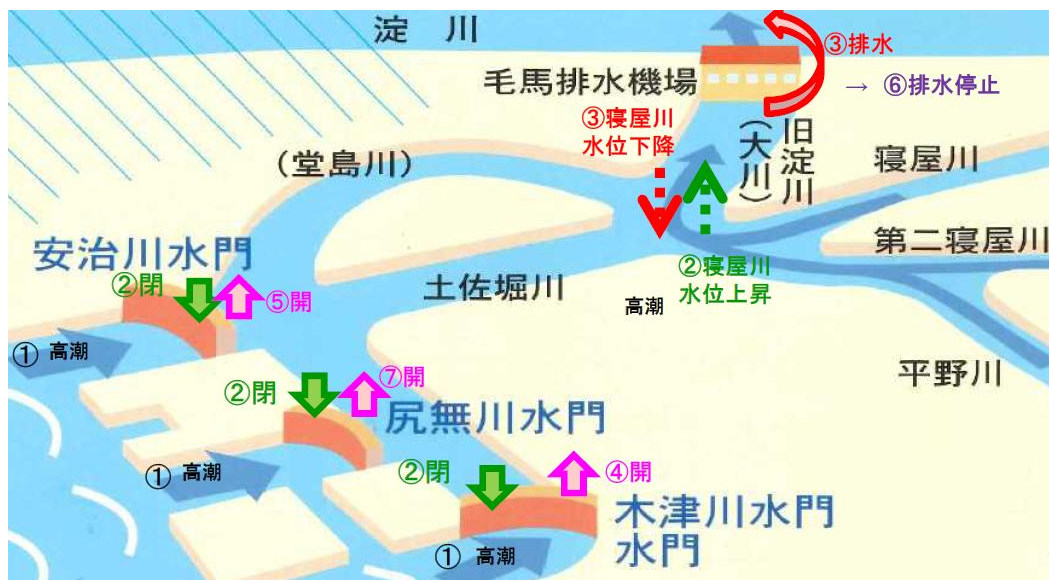 淀 川
③排水
毛馬排水機場
→ ⑥排水停止
③寝屋川
水位下降
旧淀川
(大川)
(堂島川)
寝屋川
安治川水門
第二寝屋川
②閉
⑤開
土佐堀川
②寝屋川
水位上昇
高潮
① 高潮
平野川
②閉
⑦開
尻無川水門
① 高潮
②閉
④開
木津川水門
水門
① 高潮